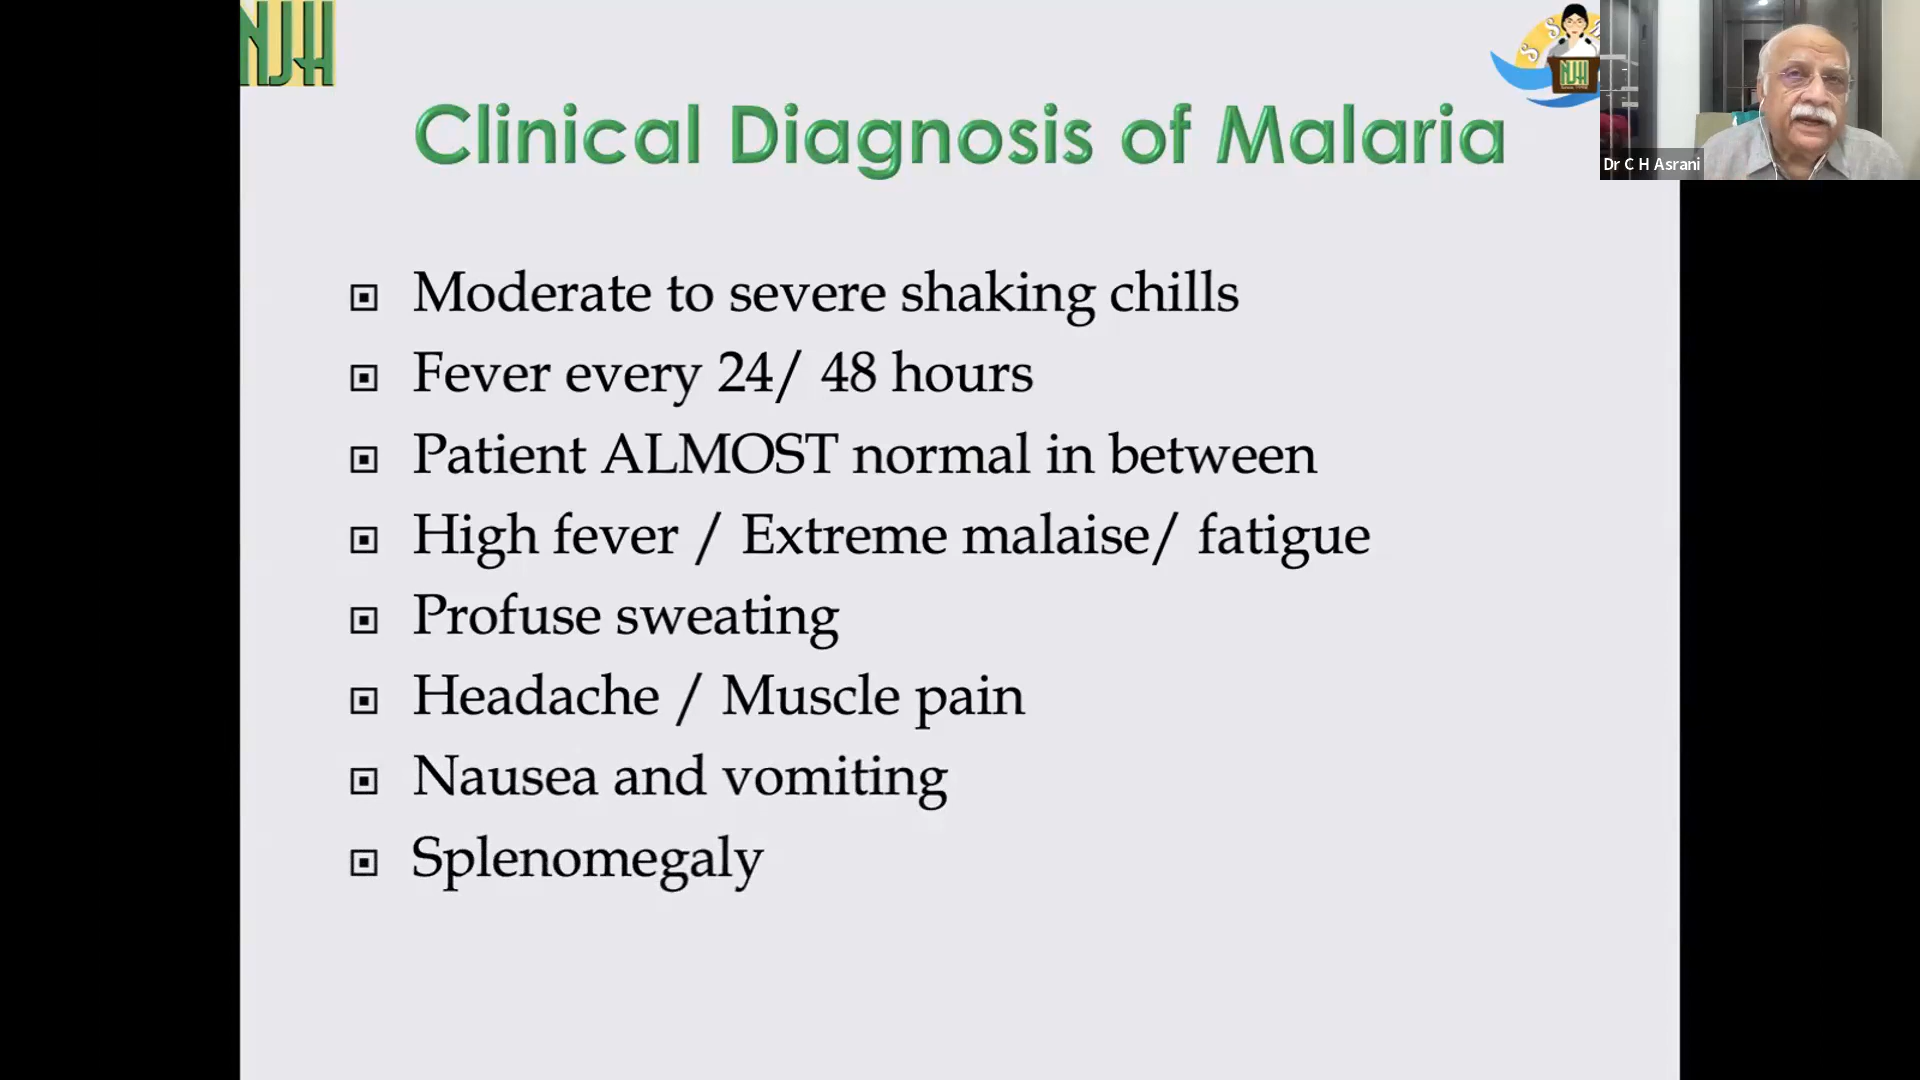 NJH
S S
NJH
Dr C H Asrani
Clinical Diagnosis of Malaria
Moderate to severe shaking chills
Fever every 24/ 48 hours
Patient ALMOST normal in between
High fever / Extreme malaise/ fatigue
Profuse sweating
Headache / Muscle pain
Nausea and vomiting
Splenomegaly